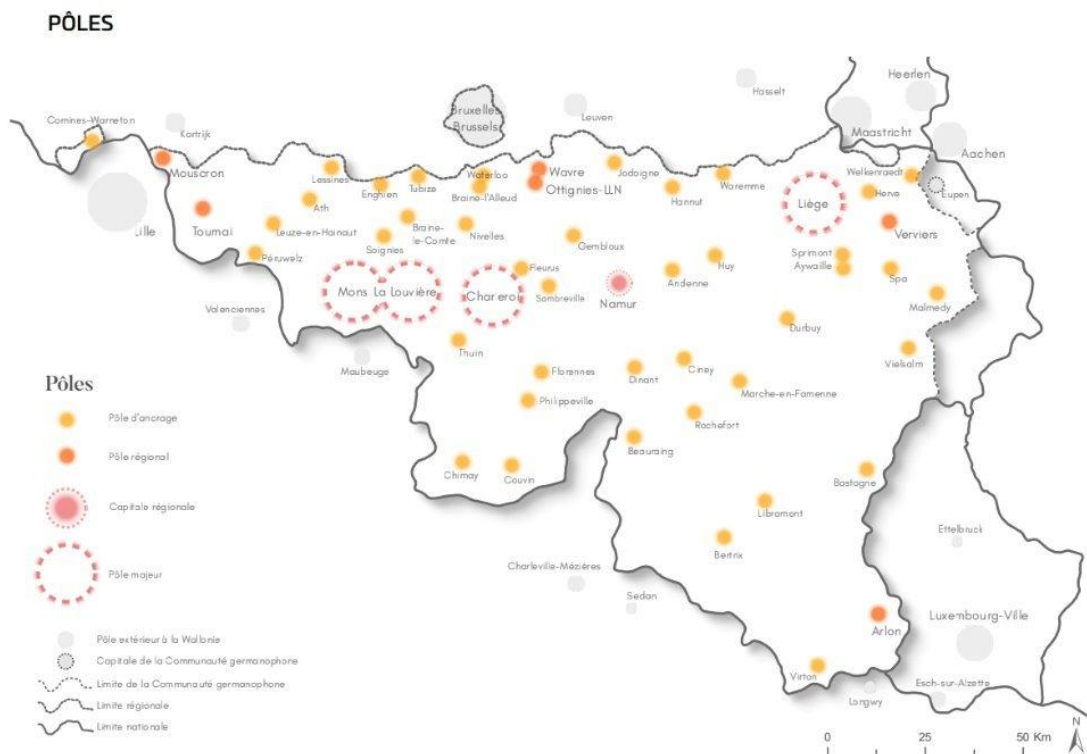 PÔLES
Heerlen
Hasselt
Bruxelles
Brussels
Leuven
Comines-Warneton
Kortrijk
Maastricht
Aachen
Mouscron
Lessines
Enghien
Tubize
Waterloo
Braine-l'Alleud
Wavre
Ottignies-LLN
Jodoigne
Hannut
Waremme
Welkenraedt
Herve
Eupen
Liège
Ath
Lille
Tournai
Leuze-en-Hainaut
Braine-
le-Comte
Soignies
Nivelles
Gembloux
Verviers
Péruwelz
Fleurus
Huy
Sprimont
Aywaille
Spa
Andenne
Mons
La Louvière
Charleroi
Sambreville
Namur
Malmedy
Valenciennes
Durbuy
Thuin
Maubeuge
Vielsalm
Ciney
Dinant
Florennes
Marche-en-Famenne
Philippeville
Rochefort
Beauraing
Chimay
Couvin
Bastogne
Libramont
Bertrix
Ettelbruck
Charleville-Mézières
Sedan
Arlon
Luxembourg-Ville
Virton
Longwy
Esch-sur-Alzette
Pôles
Pôle d'ancrage
Pôle régional
Capitale régionale
Pôle majeur
Pôle extérieur à la Wallonie
Capitale de la Communauté germanophone
Limite de la Communauté germanophone
Limite régionale
Limite nationale
N
0 25 50 Km